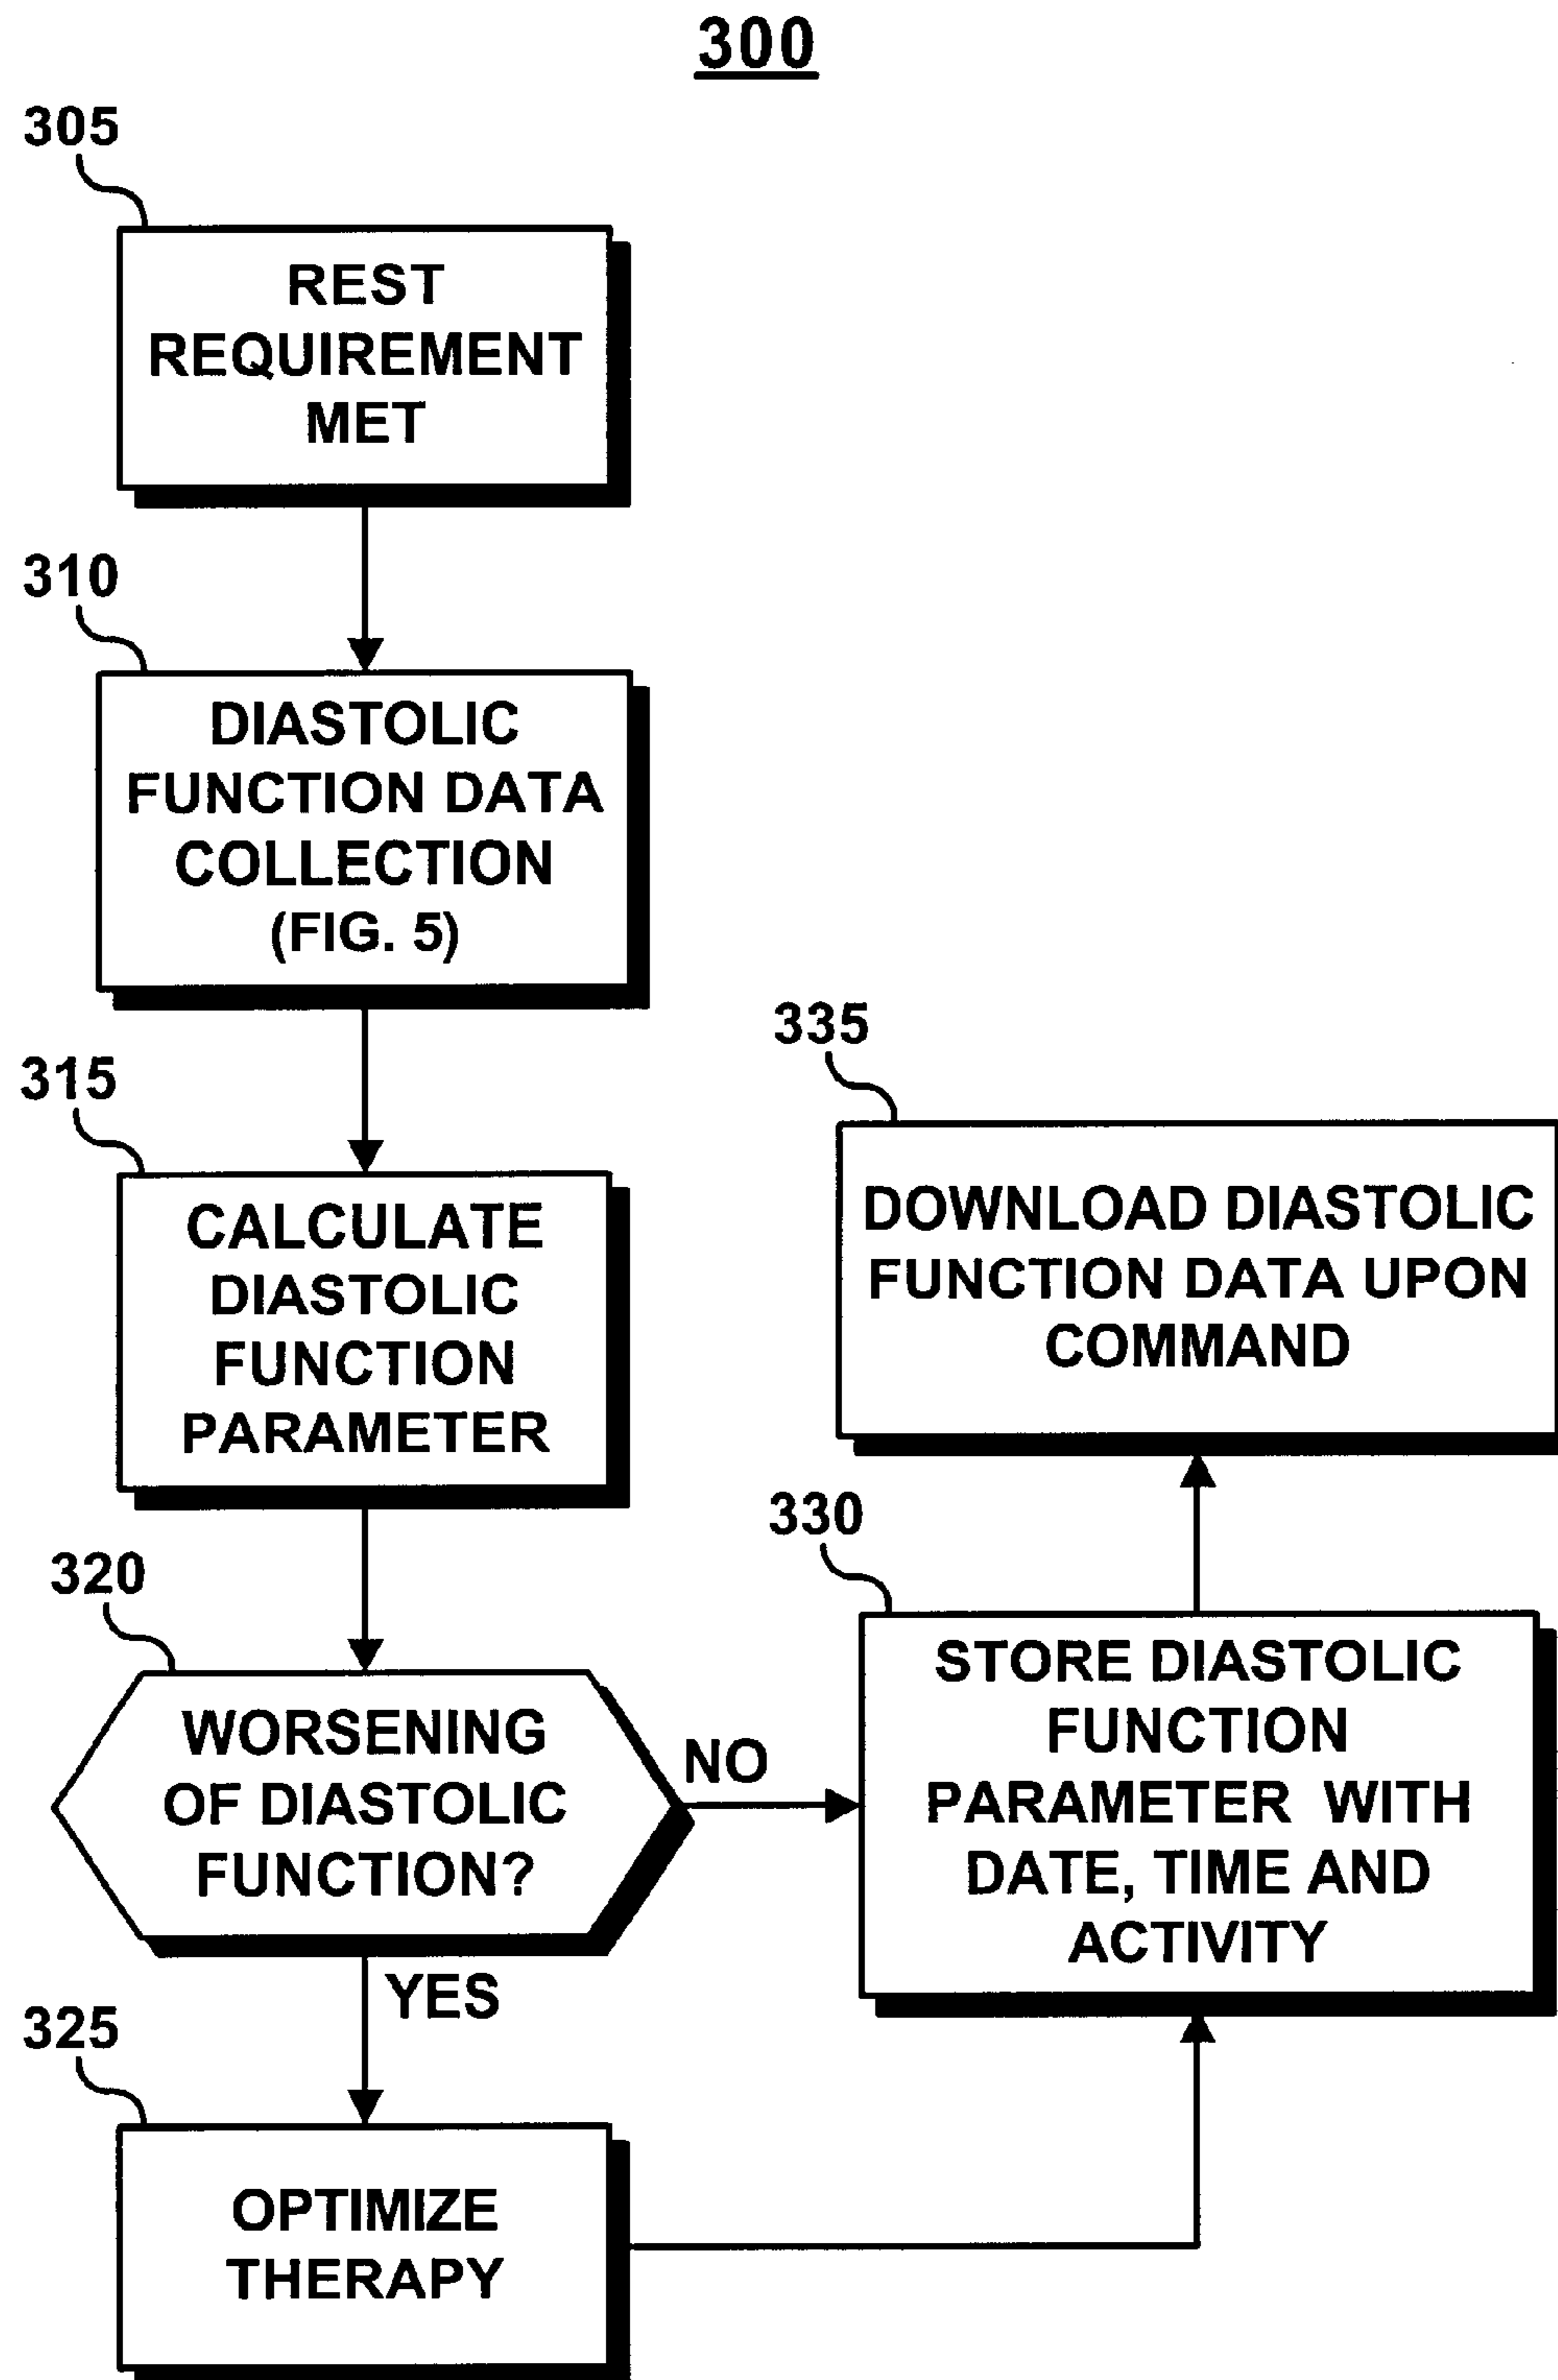 300
305
REST
REQUIREMENT
MET
310
DIASTOLIC
FUNCTION DATA
COLLECTION
(FIG. 5)
315
CALCULATE
DIASTOLIC
FUNCTION
PARAMETER
320
WORSENING
OF DIASTOLIC
FUNCTION?
NO
YES
325
OPTIMIZE
THERAPY
330
STORE DIASTOLIC
FUNCTION
PARAMETER WITH
DATE, TIME AND
ACTIVITY
335
DOWNLOAD DIASTOLIC
FUNCTION DATA UPON
COMMAND